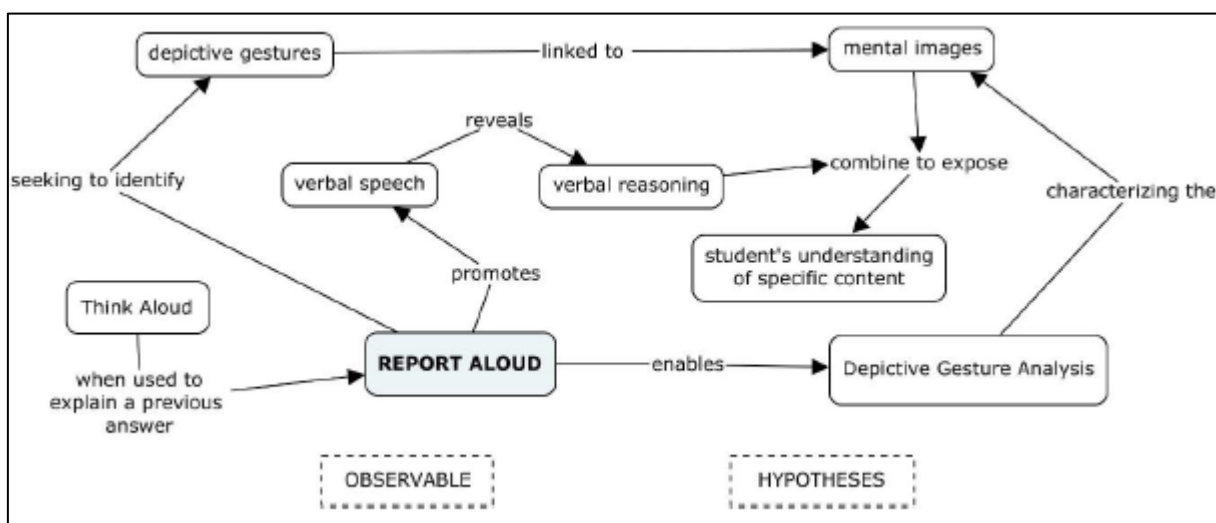 depictive gestures
linked to
mental images
reveals
seeking to identify
verbal speech
verbal reasoning
combine to expose
characterizing the
student's understanding
of specific content
promotes
Think Aloud
REPORT ALOUD
enables
Depictive Gesture Analysis
when used to
explain a previous
answer
OBSERVABLE
HYPOTHESES